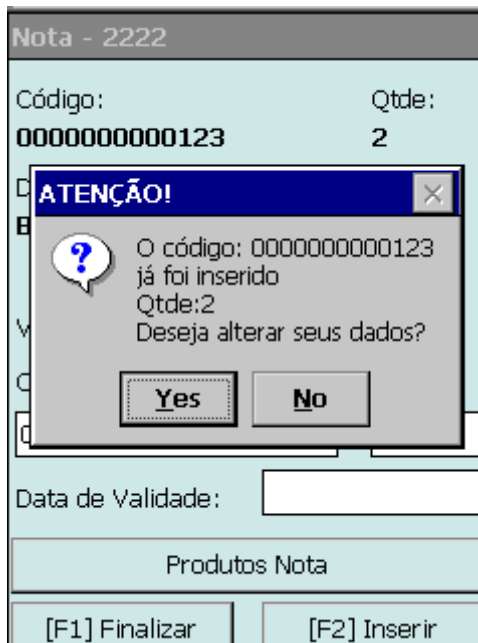 Nota - 2222
Código: Qtde:
0000000000123 2
ATENÇÃO!
O código: 0000000000123
já foi inserido
Qtde:2
Deseja alterar seus dados?
Yes No
Data de Validade:
Produtos Nota
[F1] Finalizar [F2] Inserir